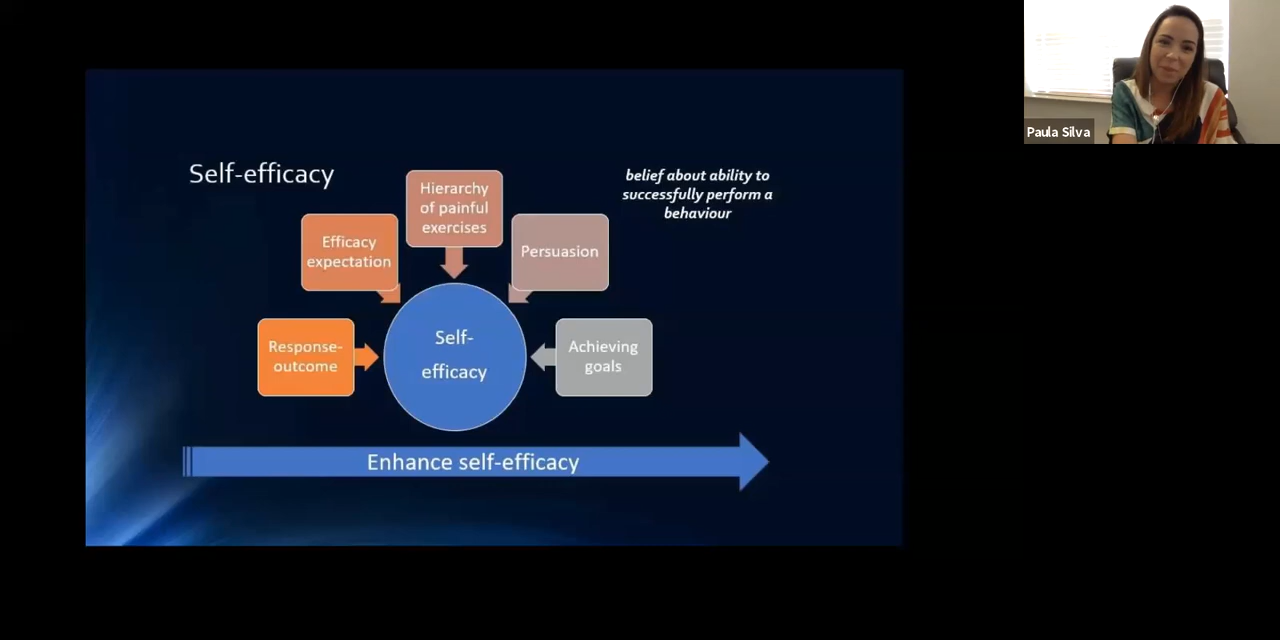 Paula Silva
Self-efficacy
belief about ability to
successfully perform a
behaviour
Hierarchy
of painful
exercises
Efficacy
expectation
Persuasion
Response-
outcome
Self-
efficacy
Achieving
goals
Enhance self-efficacy